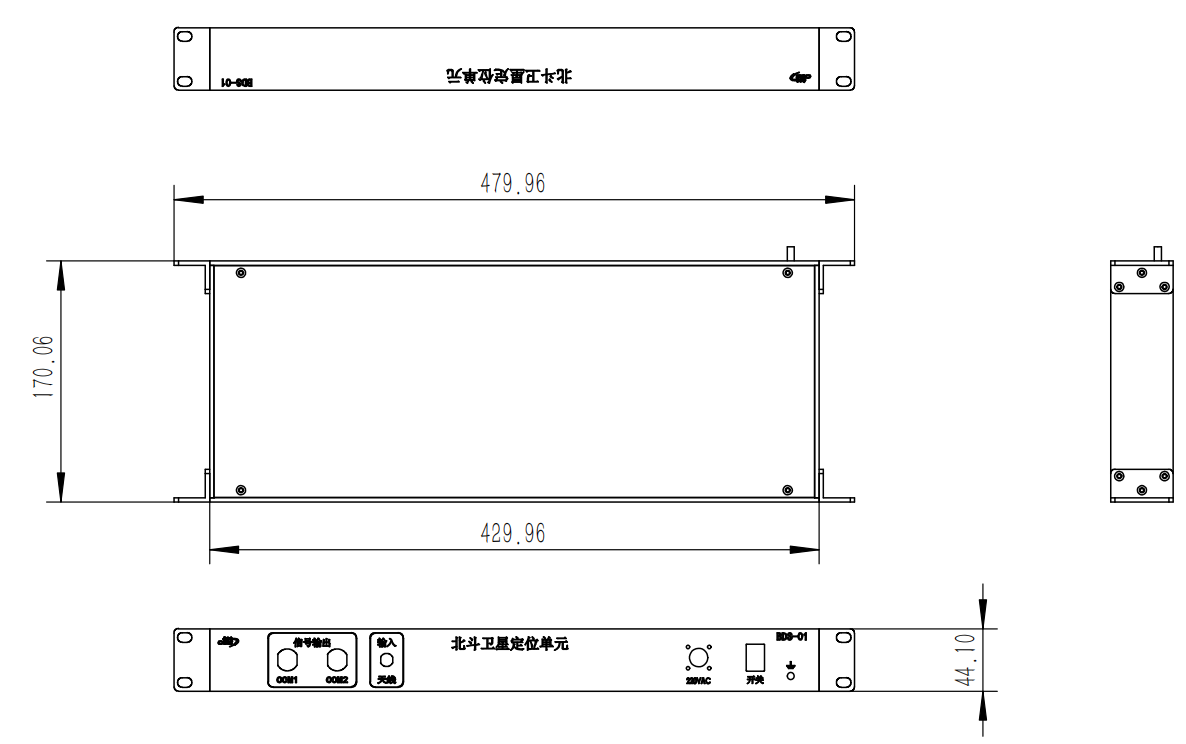 北斗卫星定位单元
BDS-01
479.96
170.06
429.96
信号输出
COM1 COM2
输入
天线
北斗卫星定位单元
220VAC
开关
BDS-01
44.10